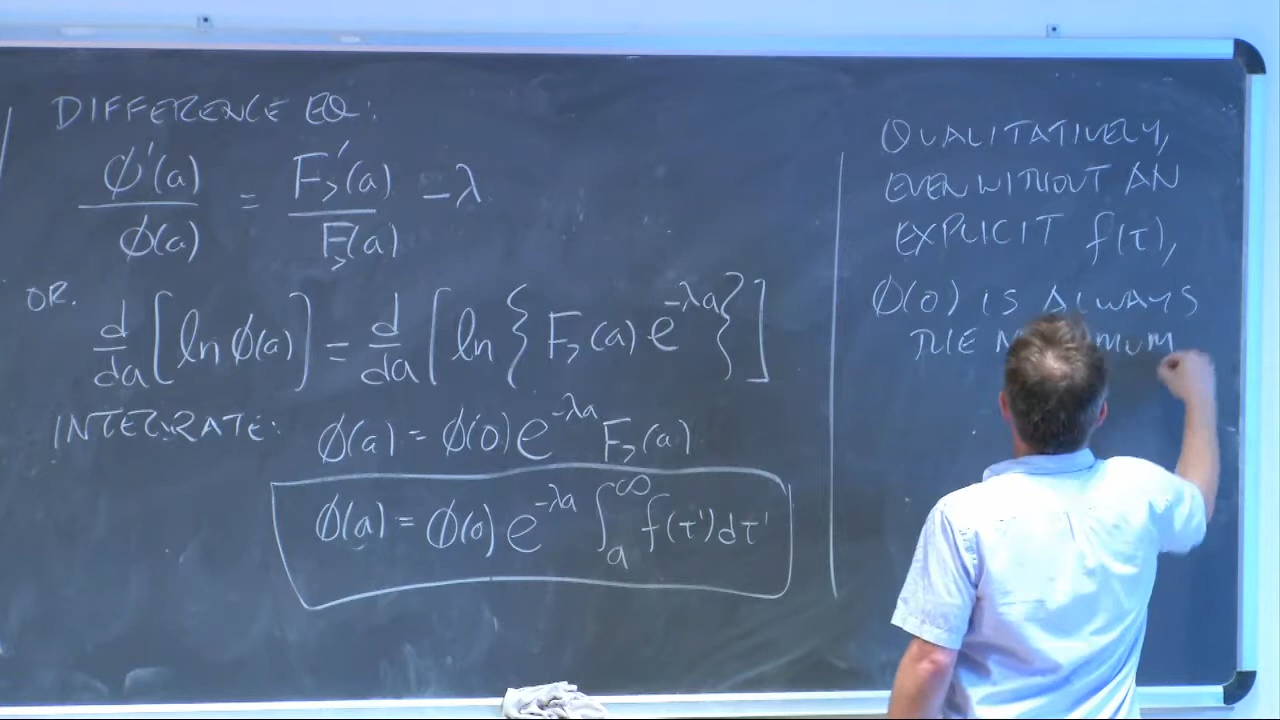 DIFFERENCE EQ:
ϕ'(a)/ϕ(a) = F>'(a)/F>(a) − λ
OR.
d/da [ln ϕ(a)] = d/da [ln { F>(a) e^{-λa} } ]
INTEGRATE: ϕ(a) = ϕ(0) e^{-λa} F>(a)
ϕ(a) = ϕ(0) e^{-λa} ∫_a^∞ f(τ')dτ'
QUALITATIVELY,
EVEN WITHOUT AN
EXPLICIT f(τ),
ϕ(0) IS ALWAYS
THE